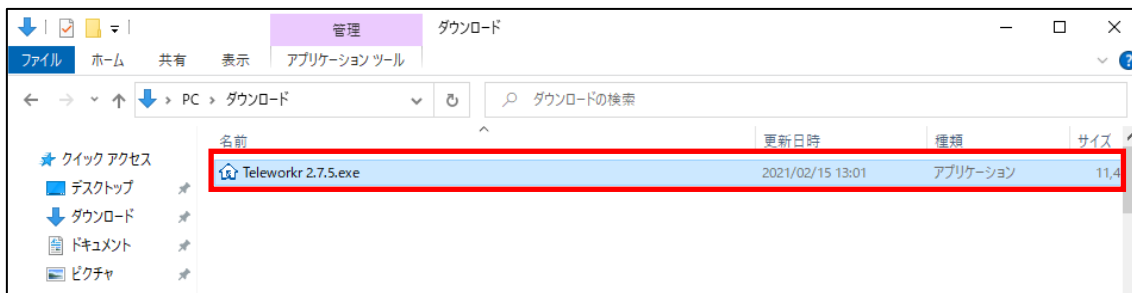 管理 ダウンロード
ファイル ホーム 共有 表示 アプリケーション ツール
PC › ダウンロード ダウンロードの検索
名前 更新日時 種類 サイズ
クイック アクセス
Teleworkr 2.7.5.exe 2021/02/15 13:01 アプリケーション 11,4
デスクトップ
ダウンロード
ドキュメント
ピクチャ